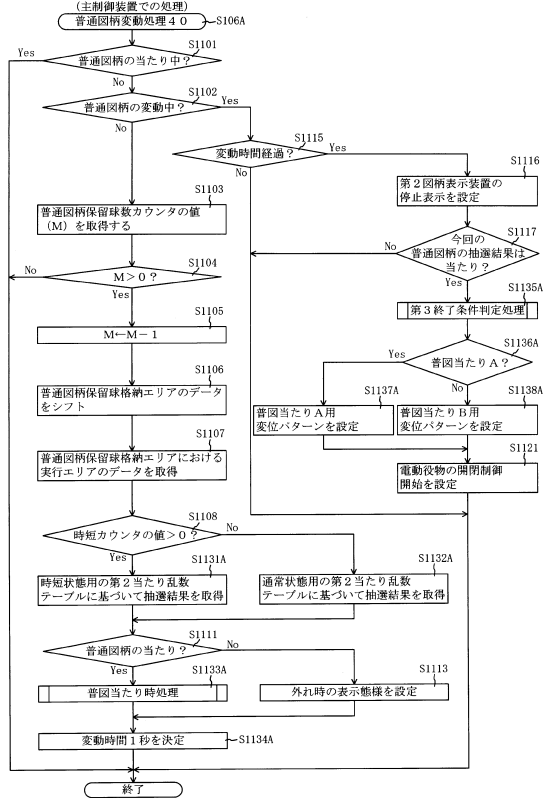 (主制御装置での処理)
普通図柄変動処理40
S106A
S1101
Yes
普通図柄の当たり中?
No
S1102
普通図柄の変動中?
Yes
No
S1115
変動時間経過?
Yes
No
S1116
第2図柄表示装置の
停止表示を設定
S1103
普通図柄保留球数カウンタの値
(M)を取得する
S1117
今回の
普通図柄の抽選結果は
当たり?
No
Yes
S1104
M>0?
No
Yes
S1135A
第3終了条件判定処理
S1105
M←M-1
S1136A
普図当たりA?
Yes
No
S1106
普通図柄保留球格納エリアのデータ
をシフト
S1137A
普図当たりA用
変位パターンを設定
S1138A
普図当たりB用
変位パターンを設定
S1107
普通図柄保留球格納エリアにおける
実行エリアのデータを取得
S1121
電動役物の開閉制御
開始を設定
S1108
時短カウンタの値>0?
No
Yes
S1131A
時短状態用の第2当たり乱数
テーブルに基づいて抽選結果を取得
S1132A
通常状態用の第2当たり乱数
テーブルに基づいて抽選結果を取得
S1111
普通図柄の当たり?
No
Yes
S1133A
普図当たり時処理
S1113
外れ時の表示態様を設定
変動時間1秒を決定
S1134A
終了